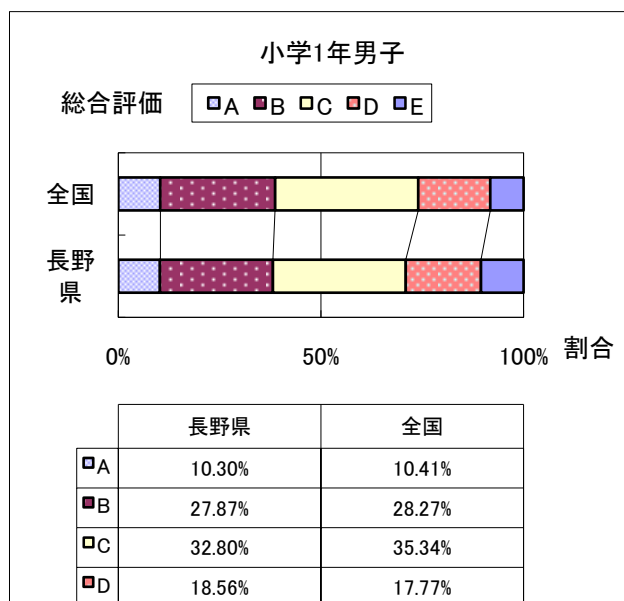 小学1年男子
総合評価 A B C D E
全国
長野
県
0% 50% 100% 割合
長野県 全国
A 10.30% 10.41%
B 27.87% 28.27%
C 32.80% 35.34%
D 18.56% 17.77%